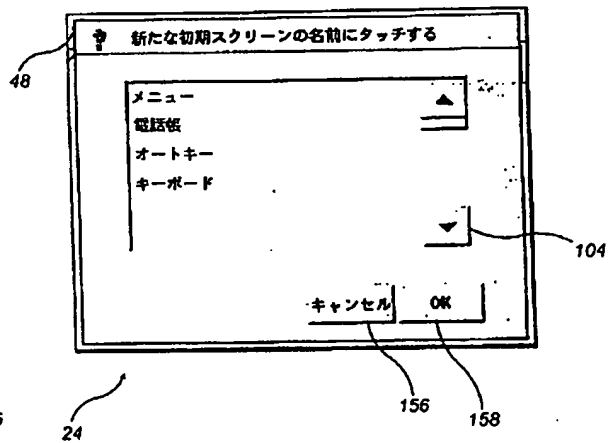 新たな初期スクリーンの名前にタッチする
48
メニュー
電話帳
オートキー
キーボード
104
キャンセル OK
156 158
24